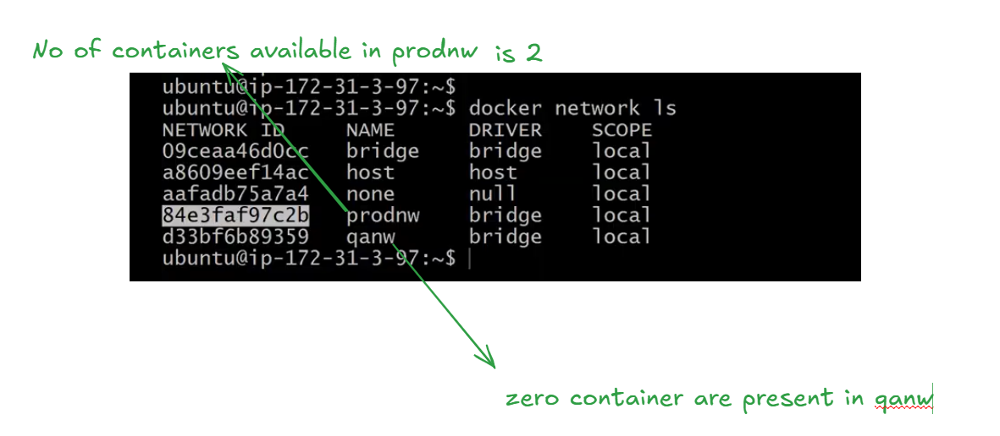 No of containers available in prodnw is 2
ubuntu@ip-172-31-3-97:~$
ubuntu@ip-172-31-3-97:~$ docker network ls
NETWORK ID NAME DRIVER SCOPE
09ceaa46d0cc bridge bridge local
a8609eef14ac host host local
aafadb75a7a4 none null local
84e3faf97c2b prodnw bridge local
d33bf6b89359 qanw bridge local
ubuntu@ip-172-31-3-97:~$
zero container are present in qanw